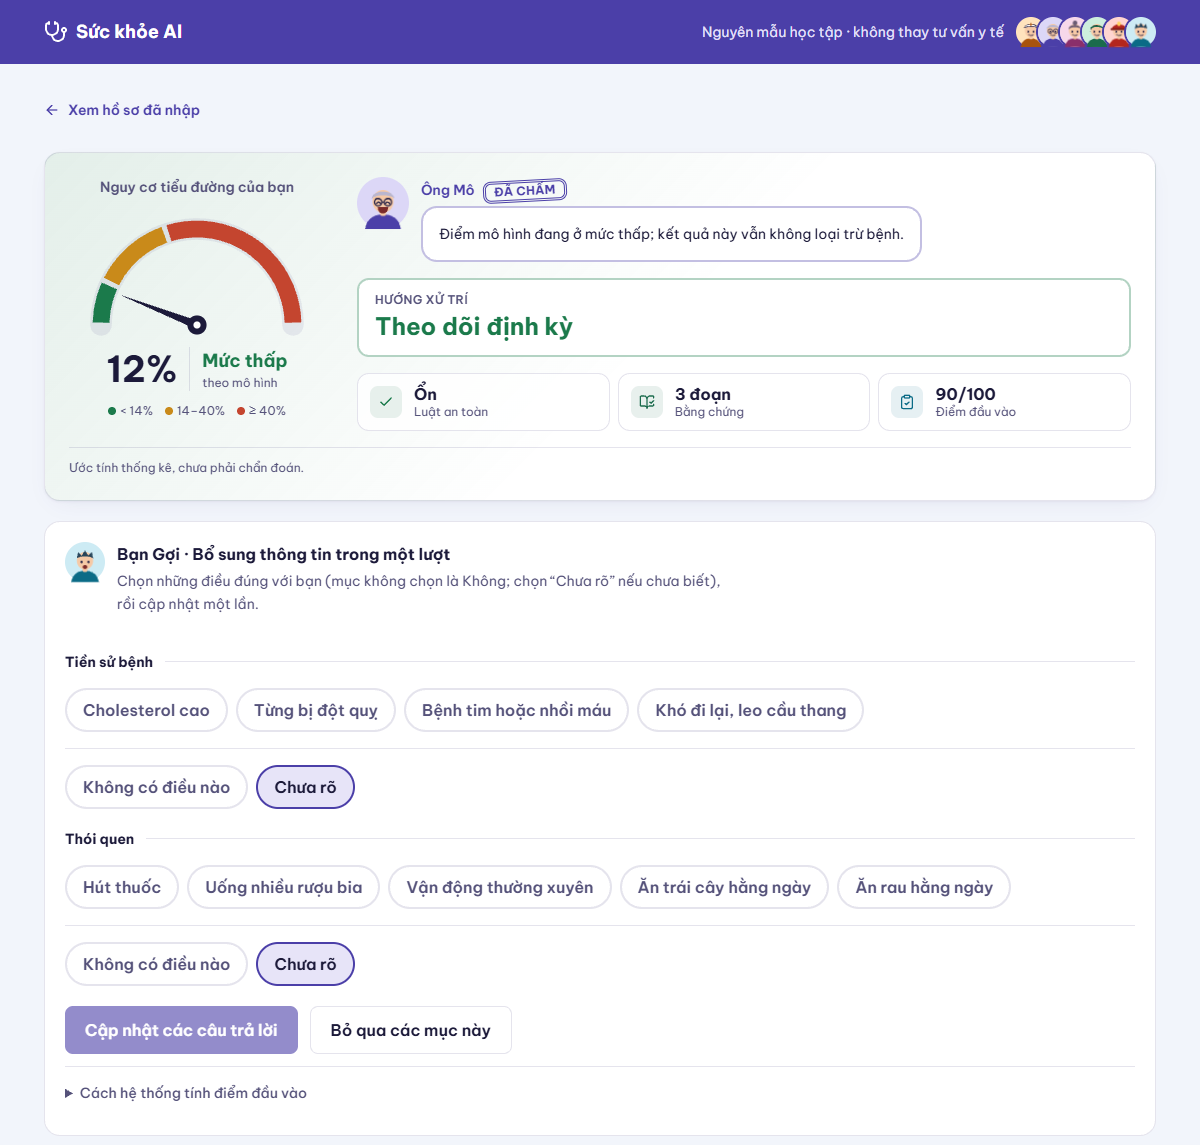 Sức khỏe AI
Nguyên mẫu học tập · không thay tư vấn y tế
← Xem hồ sơ đã nhập
Nguy cơ tiểu đường của bạn
12%
Mức thấp
theo mô hình
< 14%
14–40%
≥ 40%
Ông Mô
ĐÃ CHẤM
Điểm mô hình đang ở mức thấp; kết quả này vẫn không loại trừ bệnh.
HƯỚNG XỬ TRÍ
Theo dõi định kỳ
Ổn
Luật an toàn
3 đoạn
Bằng chứng
90/100
Điểm đầu vào
Ước tính thống kê, chưa phải chẩn đoán.
Bạn Gợi · Bổ sung thông tin trong một lượt
Chọn những điều đúng với bạn (mục không chọn là Không; chọn “Chưa rõ” nếu chưa biết),
rồi cập nhật một lần.
Tiền sử bệnh
Cholesterol cao
Từng bị đột quỵ
Bệnh tim hoặc nhồi máu
Khó đi lại, leo cầu thang
Không có điều nào
Chưa rõ
Thói quen
Hút thuốc
Uống nhiều rượu bia
Vận động thường xuyên
Ăn trái cây hằng ngày
Ăn rau hằng ngày
Không có điều nào
Chưa rõ
Cập nhật các câu trả lời
Bỏ qua các mục này
Cách hệ thống tính điểm đầu vào